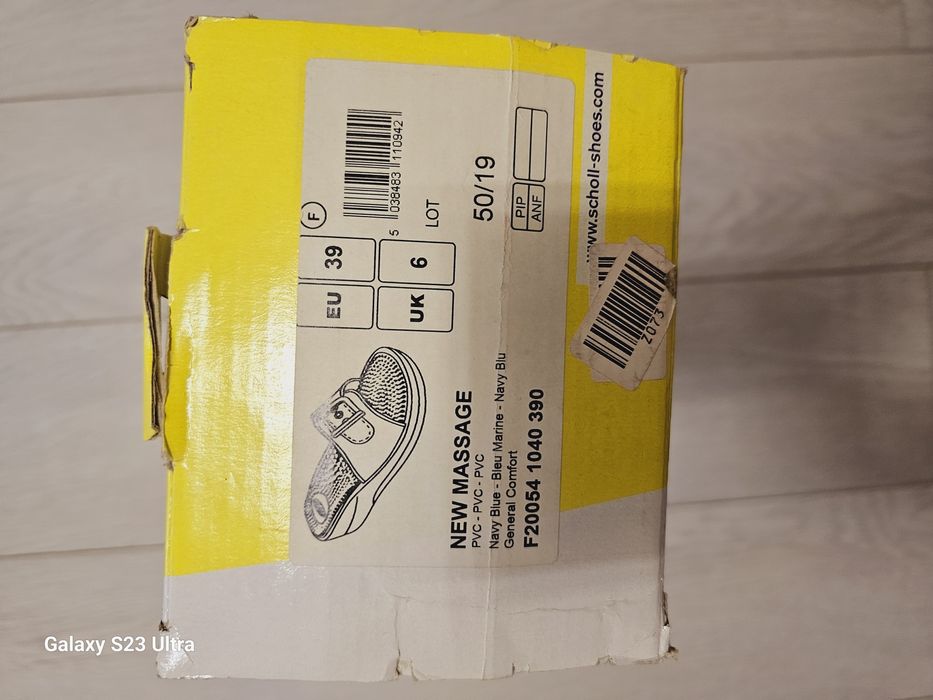 EU 39
UK 6
F
5 038483 110942
LOT
50/19
PIP
ANF
NEW MASSAGE
PVC - PVC - PVC
Navy Blue - Bleu Marine - Navy Blu
General Comfort
F20054 1040 390
www.scholl-shoes.com
Z073
Galaxy S23 Ultra